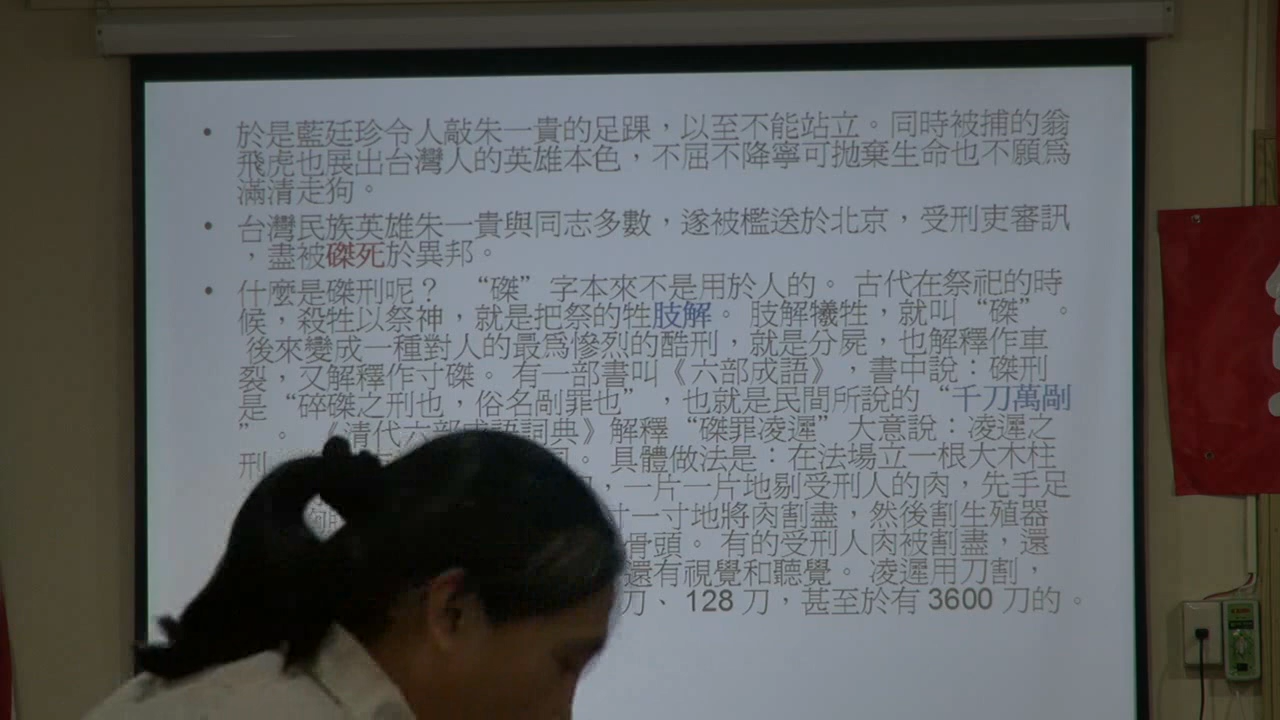 • 於是藍廷珍令人敲朱一貴的足踝，以至不能站立。同時被捕的翁
飛虎也展出台灣人的英雄本色，不屈不降寧可拋棄生命也不願為
滿清走狗。
• 台灣民族英雄朱一貴與同志多數，遂被檻送於北京，受刑吏審訊
，盡被磔死於異邦。
• 什麼是磔刑呢？ “磔”字本來不是用於人的。 古代在祭祀的時
候，殺牲以祭神，就是把祭的牲肢解。 肢解犧牲，就叫“磔”。
後來變成一種對人的最為慘烈的酷刑，就是分屍，也解釋作車
裂，又解釋作寸磔。 有一部書叫《六部成語》，書中說：磔刑
是“碎磔之刑也，俗名剮罪也”，也就是民間所說的“千刀萬剮
”。 《清代六部成語詞典》解釋“磔罪凌遲”大意說：凌遲之
刑 。 具體做法是：在法場立一根大木柱
，一片一片地剔受刑人的肉，先手足
寸一寸地將肉割盡，然後割生殖器
骨頭。 有的受刑人肉被割盡，還
還有視覺和聽覺。 凌遲用刀割，
刀、128 刀，甚至於有 3600 刀的。